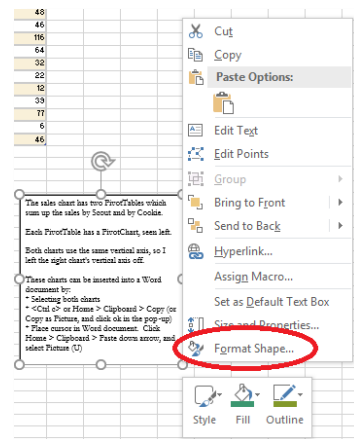 48
46
116
64
32
22
12
39
77
6
46
The sales chart has two PivotTables which
sum up the sales by Scout and by Cookie.
Each PivotTable has a PivotChart, seen left.
Both charts use the same vertical axis, so I
left the right chart's vertical axis off.
These charts can be inserted into a Word
document by:
* Selecting both charts
* <Ctrl c> or Home > Clipboard > Copy (or
Copy as Picture, and click ok in the pop-up)
* Place cursor in Word document. Click
Home > Clipboard > Paste down arrow, and
select Picture (U)
Cut
Copy
Paste Options:
Edit Text
Edit Points
Group
Bring to Front
Send to Back
Hyperlink...
Assign Macro...
Set as Default Text Box
Size and Properties...
Format Shape...
Style Fill Outline